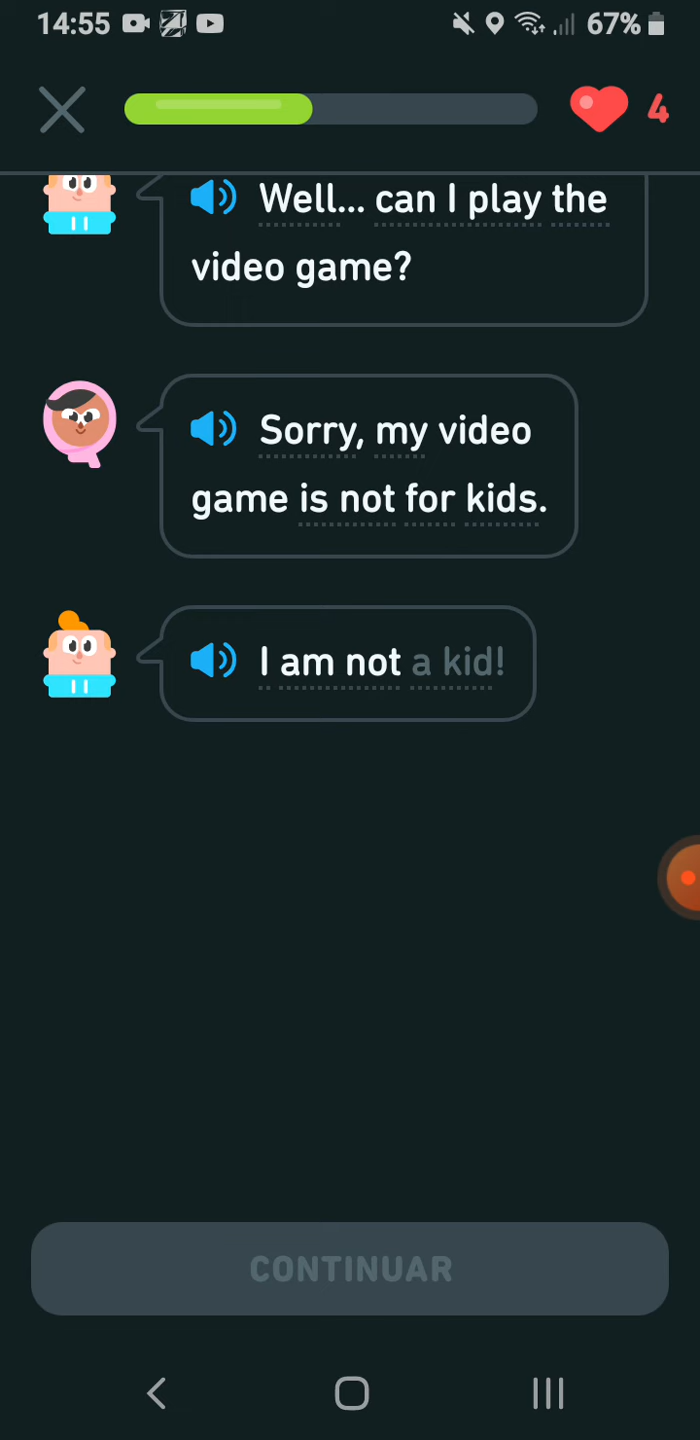 14:55 67%
4
Well... can I play the
video game?
Sorry, my video
game is not for kids.
I am not a kid!
CONTINUAR